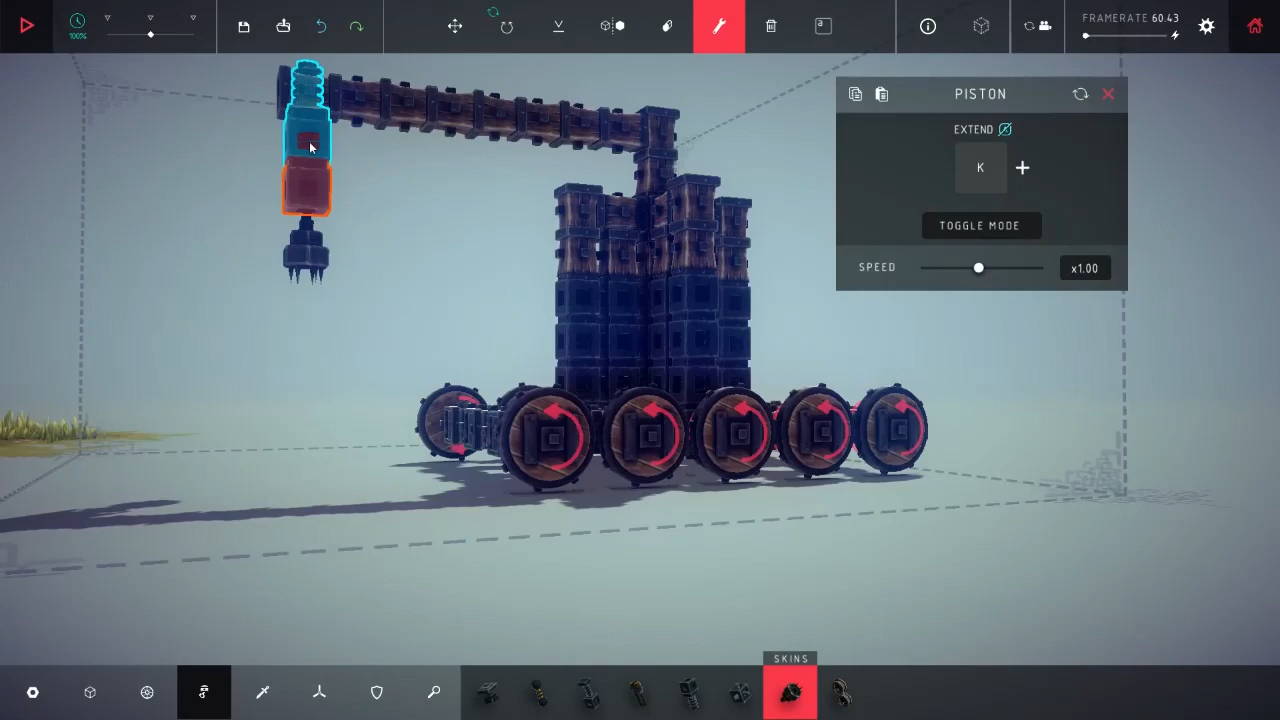 100%
a
FRAMERATE 60.43
PISTON
EXTEND
K
TOGGLE MODE
SPEED
x1.00
SKINS